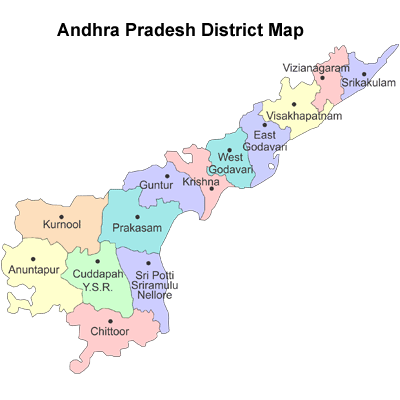 Andhra Pradesh District Map
Vizianagaram
Srikakulam
Visakhapatnam
East
Godavari
West
Godavari
Krishna
Guntur
Kurnool
Prakasam
Anuntapur
Cuddapah
Y.S.R.
Sri Potti
Sriramulu
Nellore
Chittoor